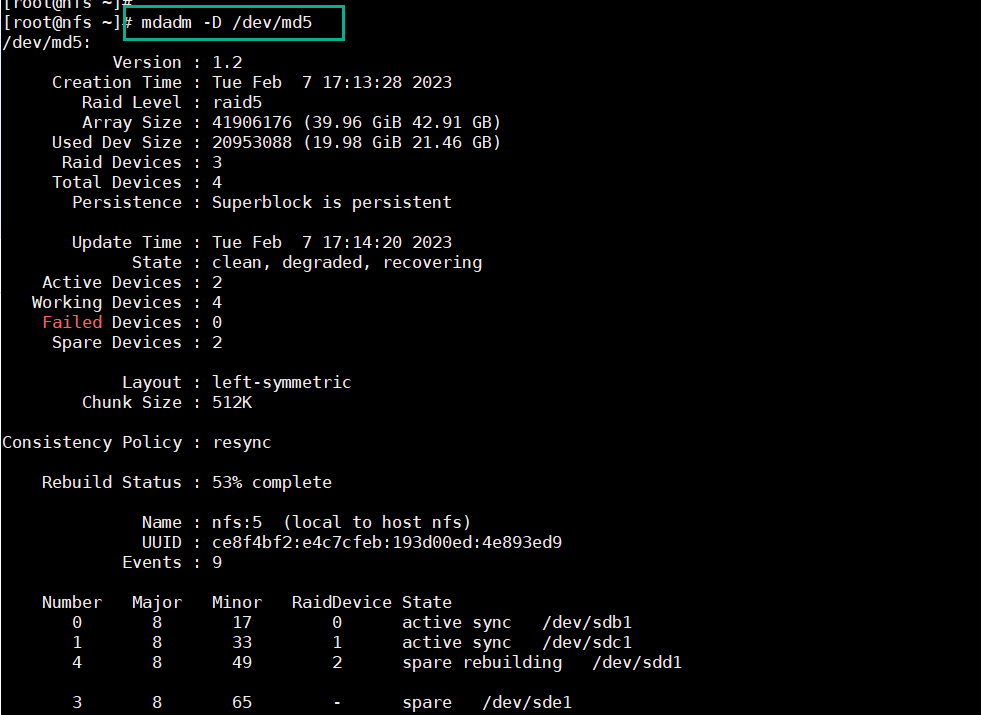 [root@nfs ~]#
[root@nfs ~]# mdadm -D /dev/md5
/dev/md5:
Version : 1.2
Creation Time : Tue Feb  7 17:13:28 2023
Raid Level : raid5
Array Size : 41906176 (39.96 GiB 42.91 GB)
Used Dev Size : 20953088 (19.98 GiB 21.46 GB)
Raid Devices : 3
Total Devices : 4
Persistence : Superblock is persistent
Update Time : Tue Feb  7 17:14:20 2023
State : clean, degraded, recovering
Active Devices : 2
Working Devices : 4
Failed Devices : 0
Spare Devices : 2
Layout : left-symmetric
Chunk Size : 512K
Consistency Policy : resync
Rebuild Status : 53% complete
Name : nfs:5  (local to host nfs)
UUID : ce8f4bf2:e4c7cfeb:193d00ed:4e893ed9
Events : 9
Number   Major   Minor   RaidDevice State
0       8       17        0      active sync   /dev/sdb1
1       8       33        1      active sync   /dev/sdc1
4       8       49        2      spare rebuilding   /dev/sdd1
3       8       65        -      spare   /dev/sde1